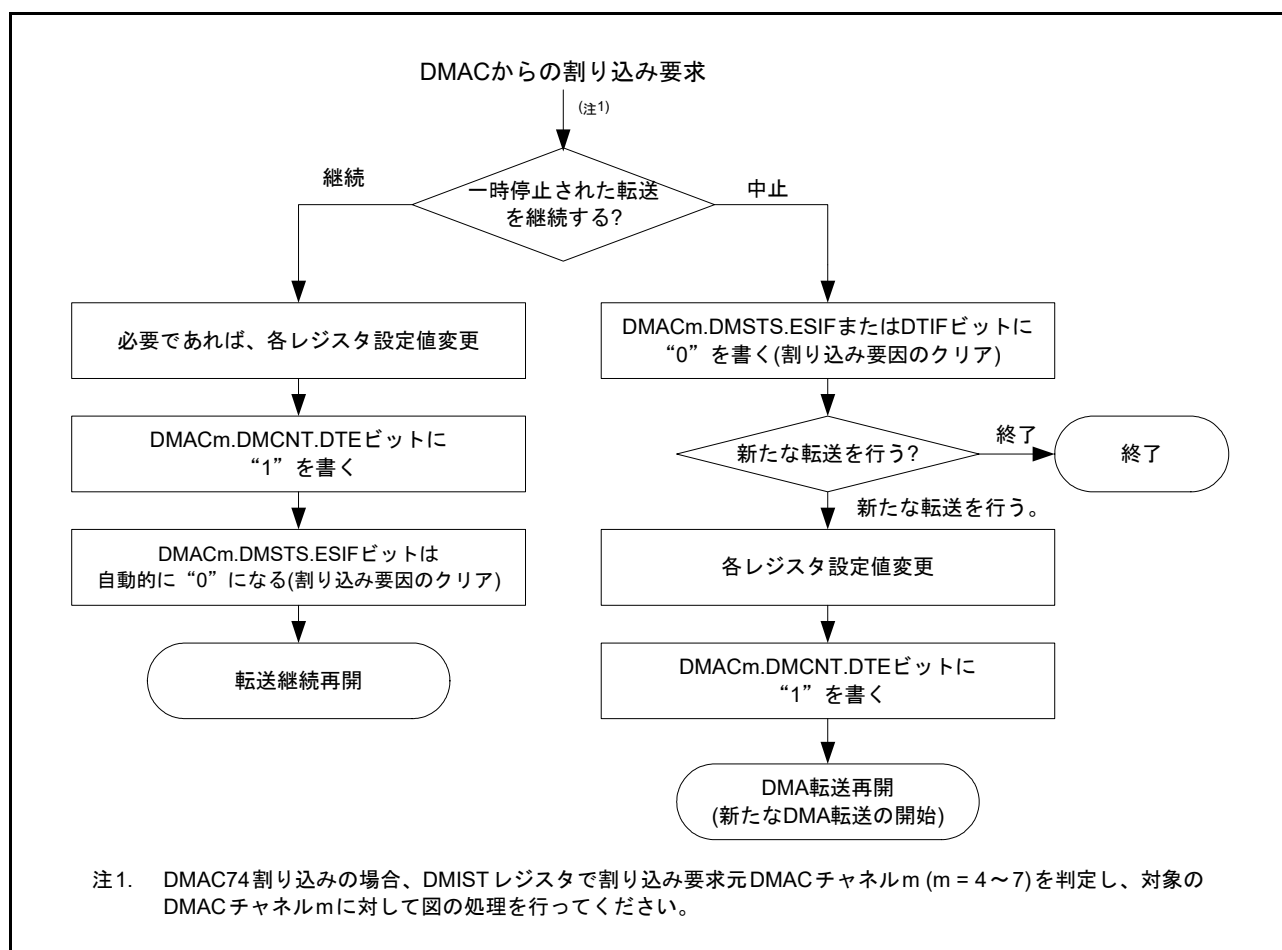 DMACからの割り込み要求
(注1)
一時停止された転送
を継続する?
継続
中止
必要であれば、各レジスタ設定値変更
DMACm.DMCNT.DTEビットに
“1”を書く
DMACm.DMSTS.ESIFビットは
自動的に“0”になる(割り込み要因のクリア)
転送継続再開
DMACm.DMSTS.ESIFまたはDTIFビットに
“0”を書く(割り込み要因のクリア)
新たな転送を行う?
終了
終了
新たな転送を行う。
各レジスタ設定値変更
DMACm.DMCNT.DTEビットに
“1”を書く
DMA転送再開
(新たなDMA転送の開始)
注1. DMAC74割り込みの場合、DMISTレジスタで割り込み要求元DMACチャネルm (m = 4～7)を判定し、対象の
DMACチャネルmに対して図の処理を行ってください。